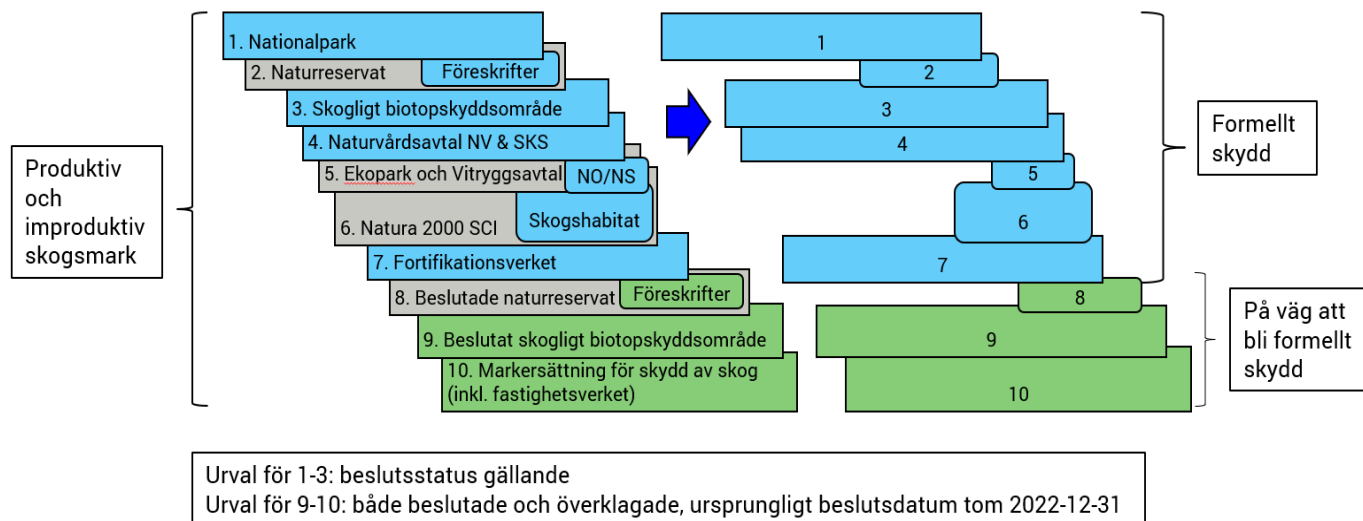 Produktiv
och
improduktiv
skogsmark
1. Nationalpark
2. Naturreservat
Föreskrifter
3. Skogligt biotopskyddsområde
4. Naturvårdsavtal NV & SKS
5. Ekopark och Vitryggsavtal
NO/NS
6. Natura 2000 SCI
Skogshabitat
7. Fortifikationsverket
8. Beslutade naturreservat
Föreskrifter
9. Beslutat skogligt biotopskyddsområde
10. Markersättning för skydd av skog
(inkl. fastighetsverket)
1
2
3
4
5
6
7
8
9
10
Formellt
skydd
På väg att
bli formellt
skydd
Urval för 1-3: beslutsstatus gällande
Urval för 9-10: både beslutade och överklagade, ursprungligt beslutsdatum tom 2022-12-31